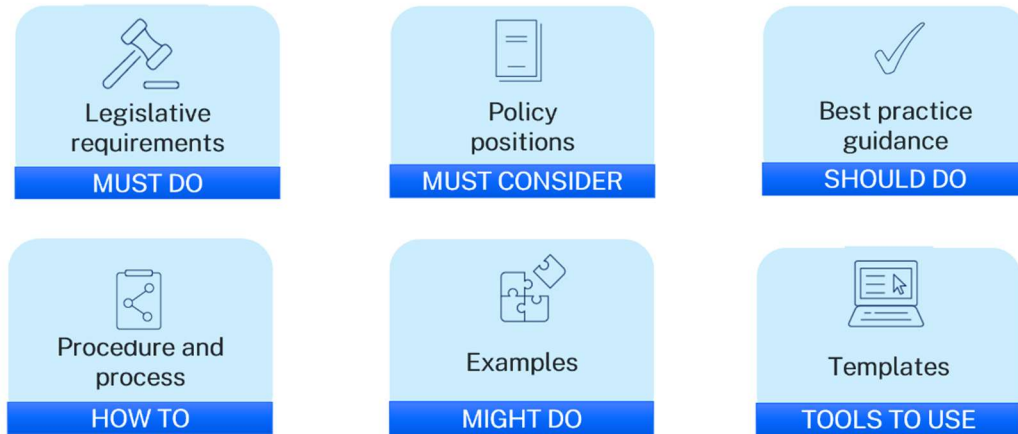 Legislative
requirements
MUST DO
Policy
positions
MUST CONSIDER
Best practice
guidance
SHOULD DO
Procedure and
process
HOW TO
Examples
MIGHT DO
Templates
TOOLS TO USE